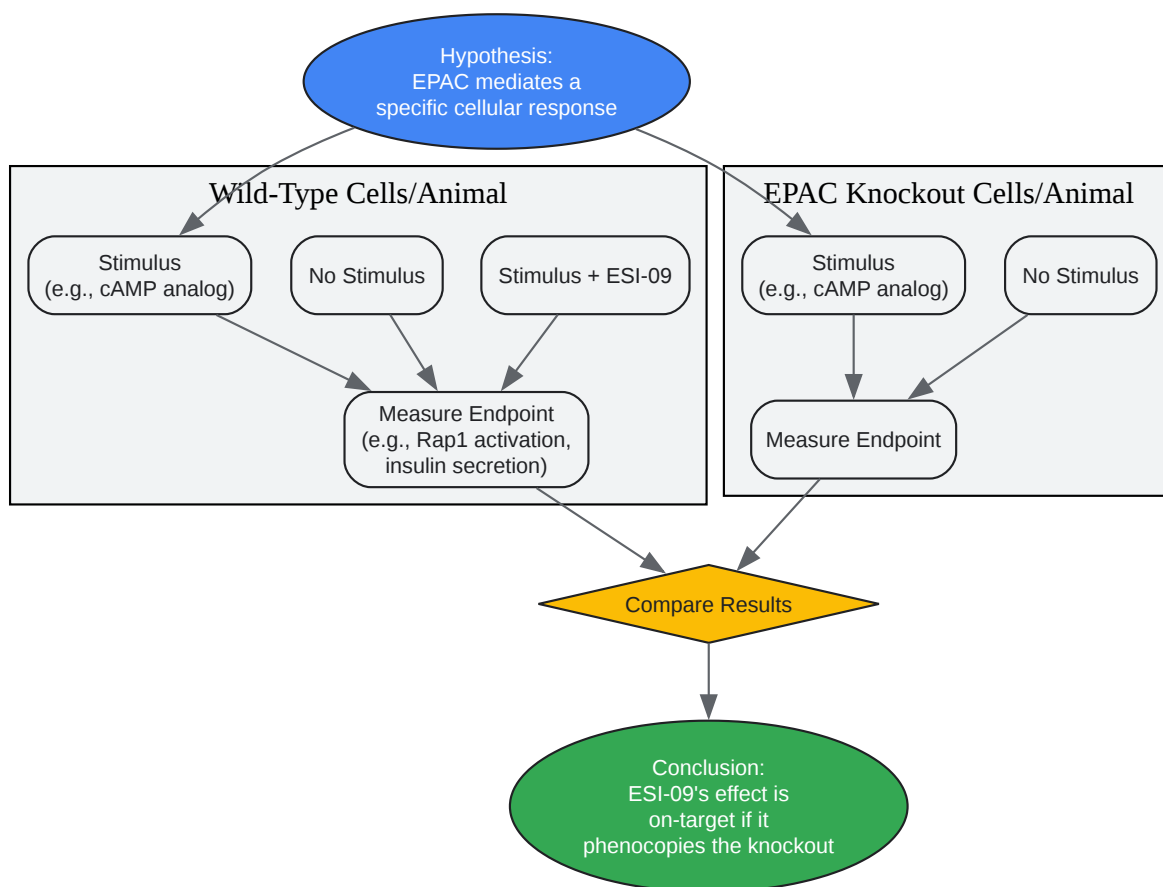 Hypothesis:
EPAC mediates a
specific cellular response
Wild-Type Cells/Animal
Stimulus
(e.g., cAMP analog)
No Stimulus
Stimulus + ESI-09
Measure Endpoint
(e.g., Rap1 activation,
insulin secretion)
EPAC Knockout Cells/Animal
Stimulus
(e.g., cAMP analog)
No Stimulus
Measure Endpoint
Compare Results
Conclusion:
ESI-09's effect is
on-target if it
phenocopies the knockout